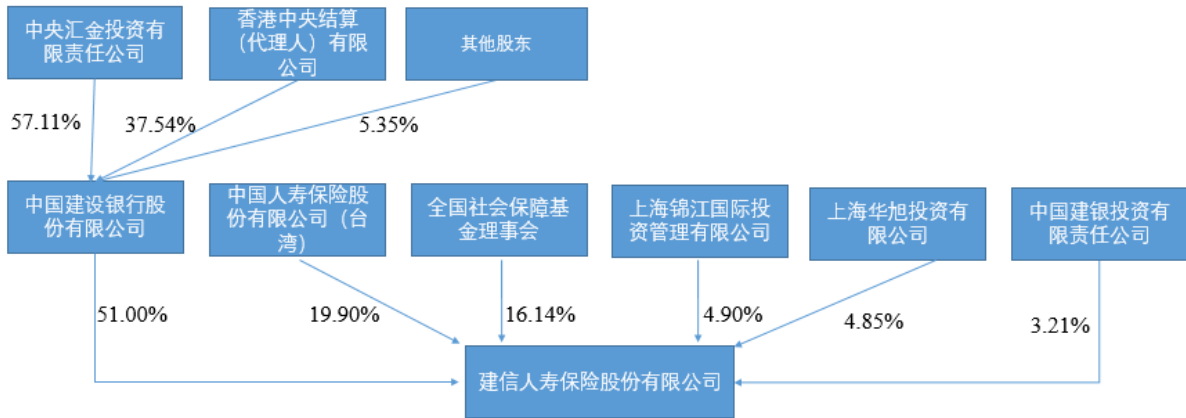 中央汇金投资有
限责任公司
香港中央结算
（代理人）有限
公司
其他股东
57.11%
37.54%
5.35%
中国建设银行股
份有限公司
中国人寿保险股
份有限公司（台
湾）
全国社会保障基
金理事会
上海锦江国际投
资管理有限公司
上海华旭投资有
限公司
中国建银投资有
限责任公司
51.00%
19.90%
16.14%
4.90%
4.85%
3.21%
建信人寿保险股份有限公司